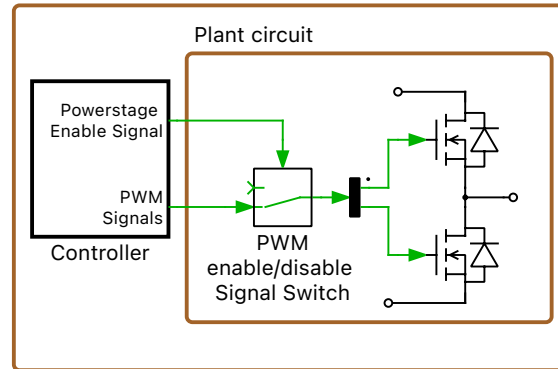 Plant circuit
Powerstage
Enable Signal
PWM
Signals
Controller
PWM
enable/disable
Signal Switch